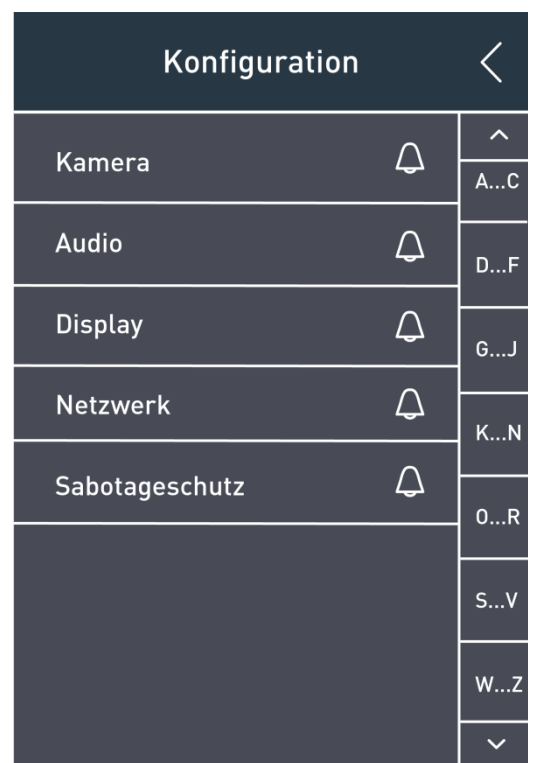 Konfiguration
Kamera
Audio
Display
Netzwerk
Sabotageschutz
A...C
D...F
G...J
K...N
O...R
S...V
W...Z